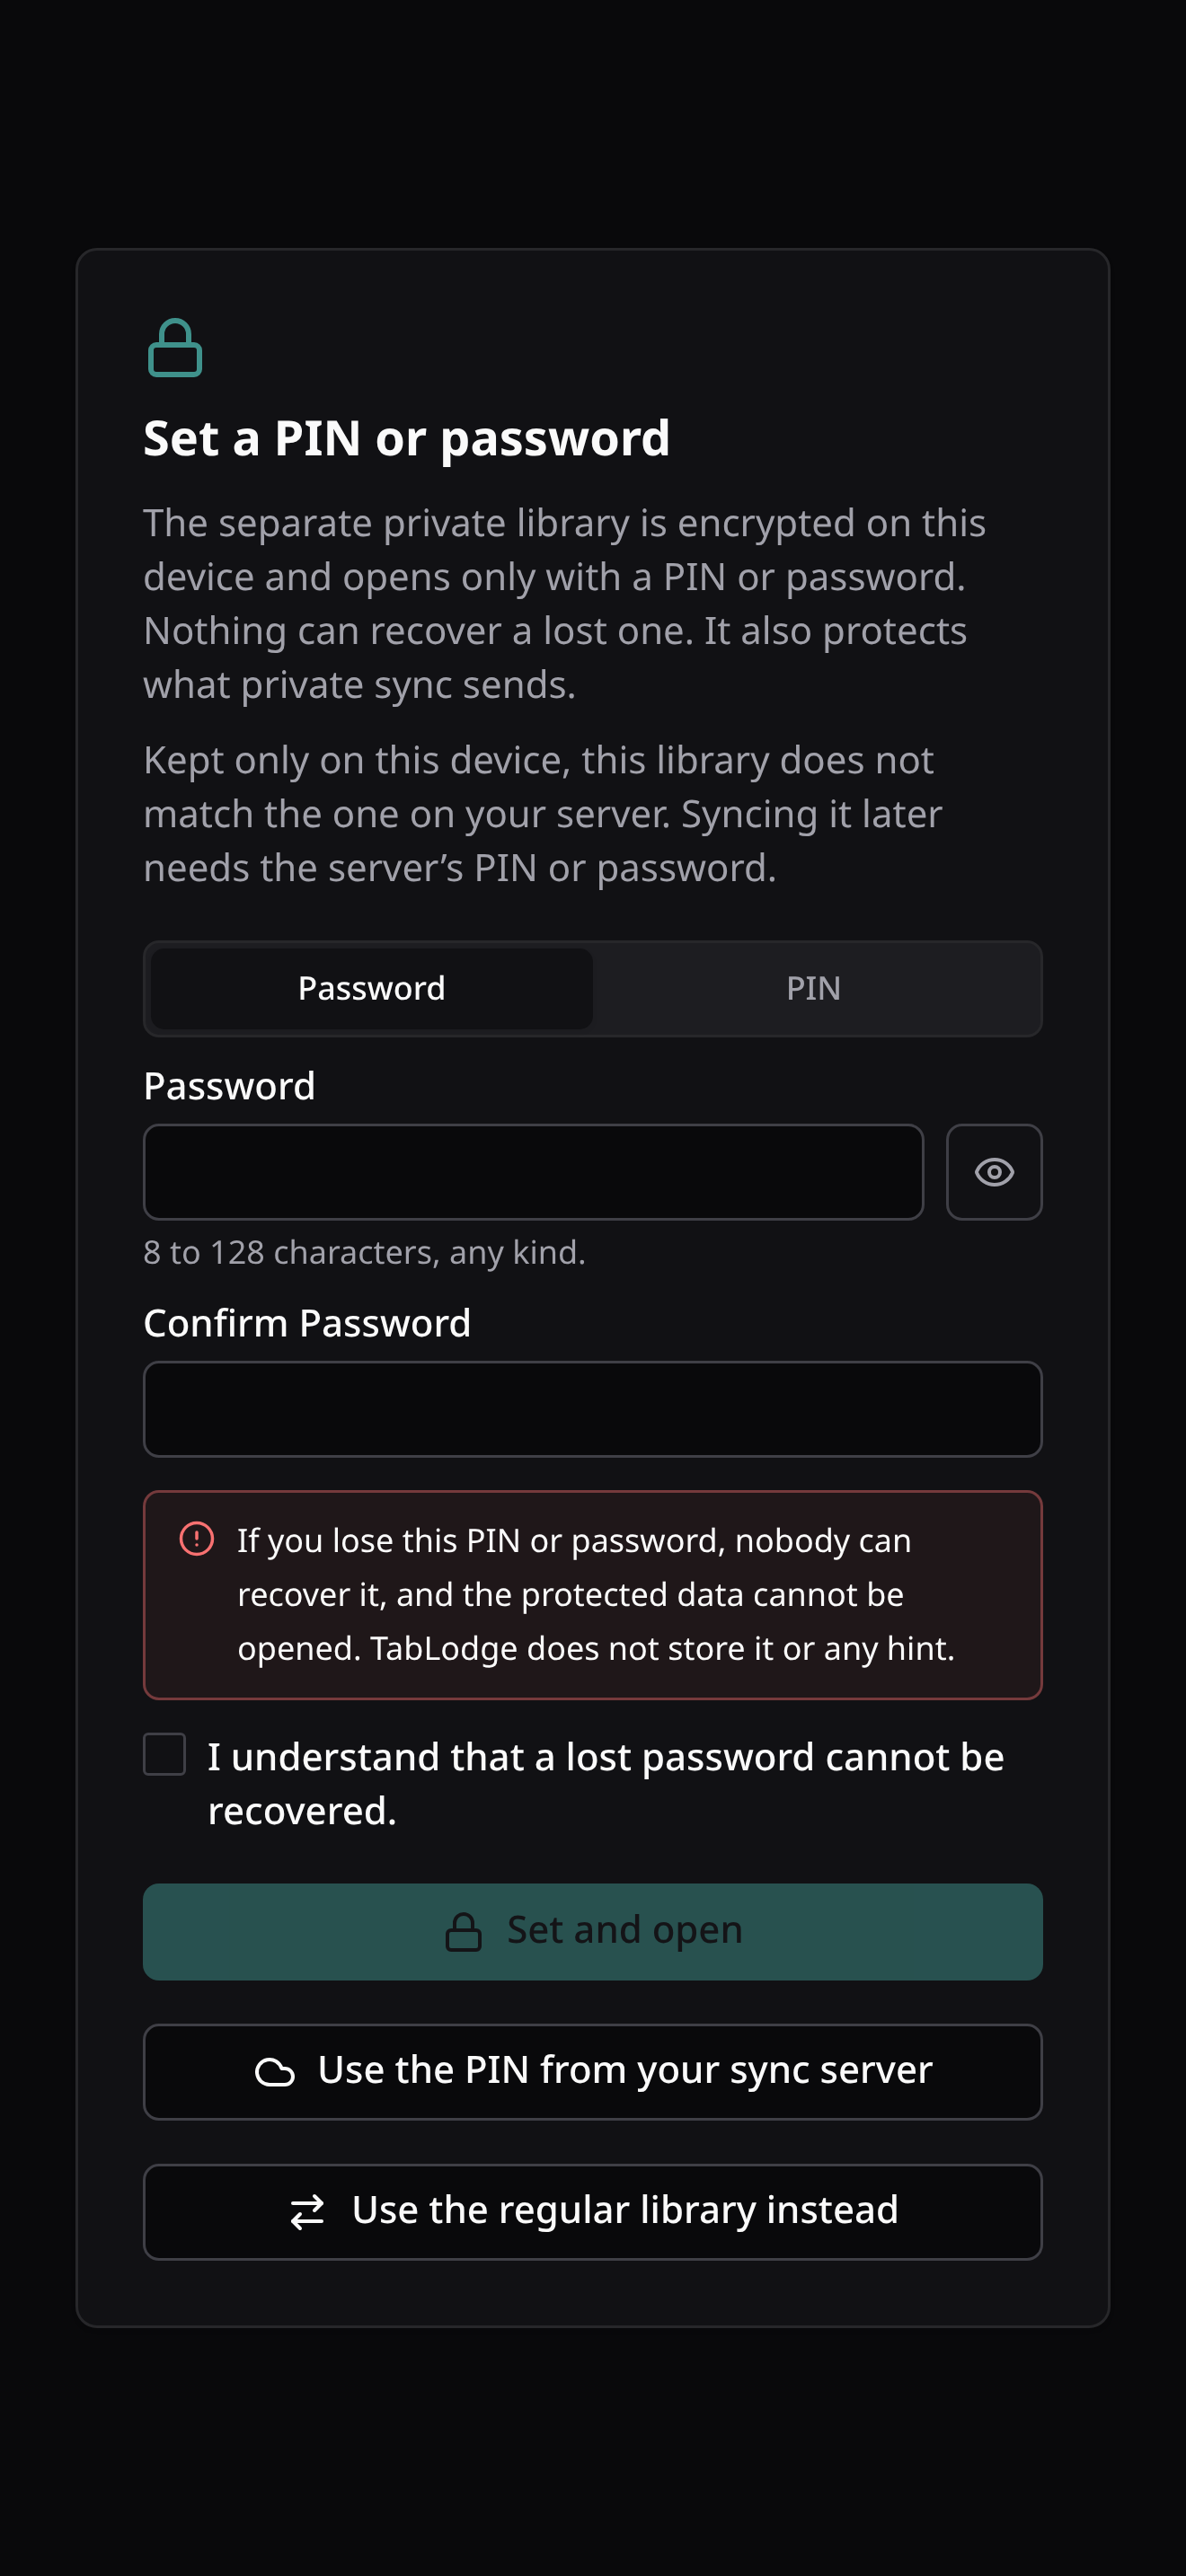 Set a PIN or password
The separate private library is encrypted on this
device and opens only with a PIN or password.
Nothing can recover a lost one. It also protects
what private sync sends.
Kept only on this device, this library does not
match the one on your server. Syncing it later
needs the server’s PIN or password.
Password
PIN
Password
8 to 128 characters, any kind.
Confirm Password
If you lose this PIN or password, nobody can
recover it, and the protected data cannot be
opened. TabLodge does not store it or any hint.
I understand that a lost password cannot be
recovered.
Set and open
Use the PIN from your sync server
Use the regular library instead